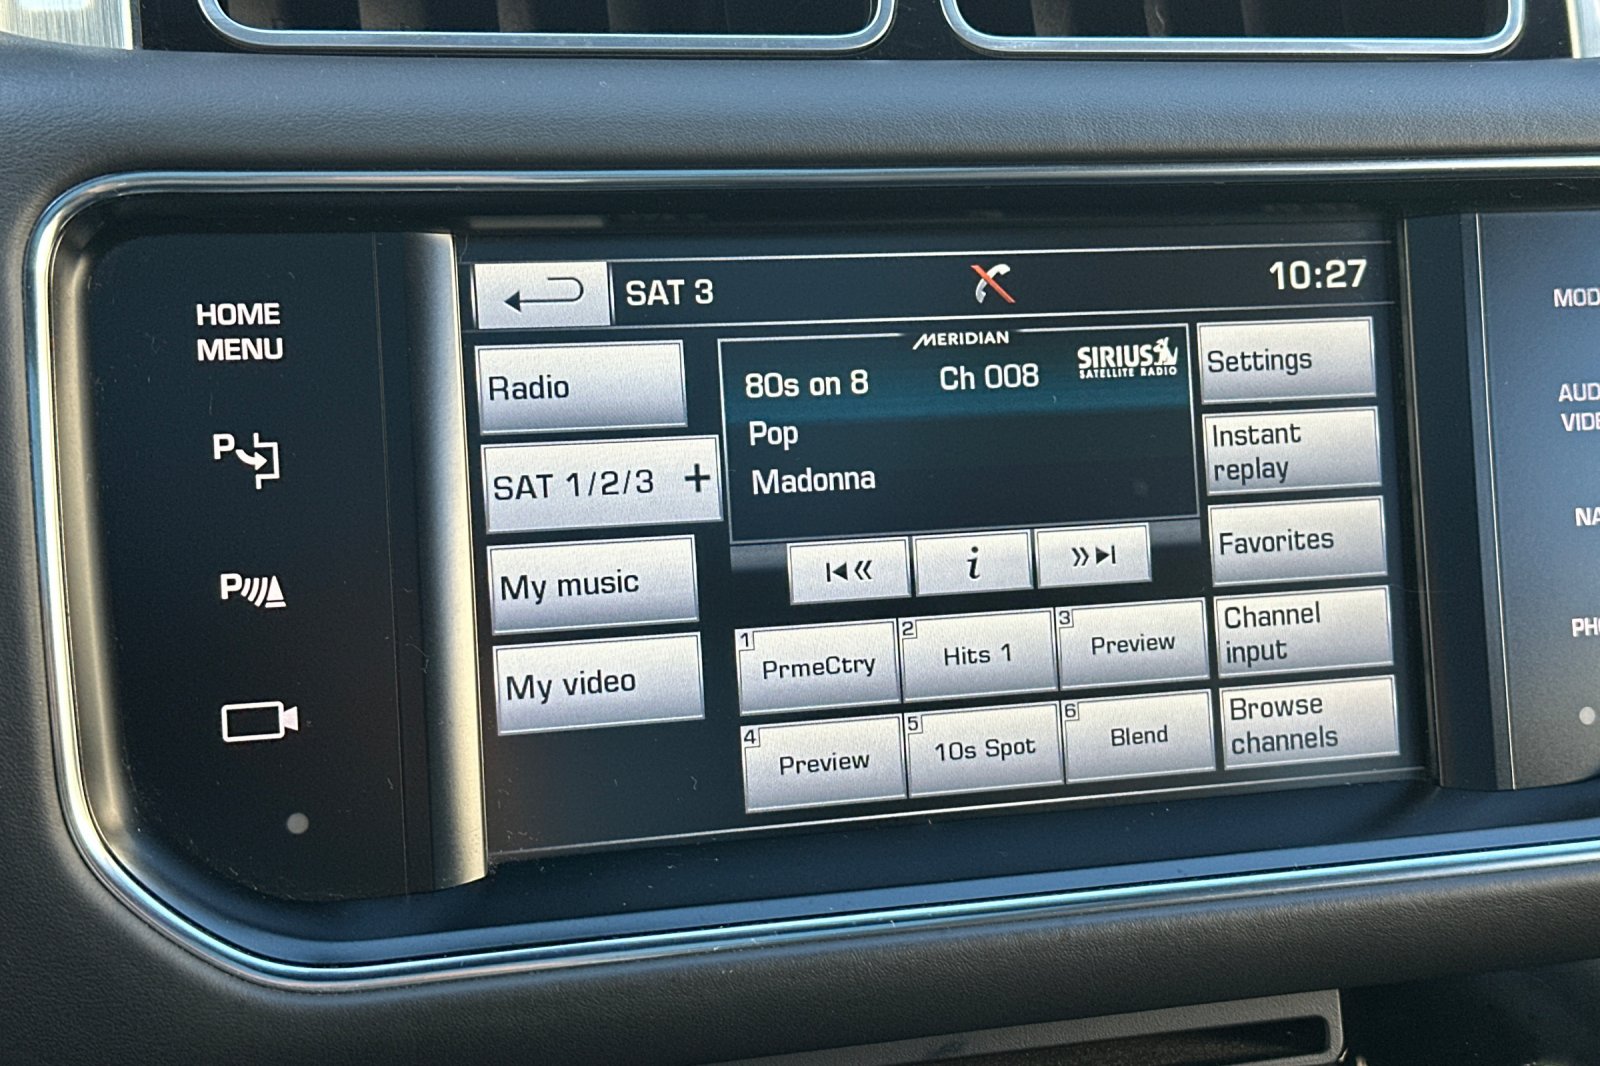 HOME
MENU
P
P
SAT 3
10:27
Radio
SAT 1/2/3 +
My music
My video
MERIDIAN
80s on 8
Ch 008
SIRIUS
SATELLITE RADIO
Pop
Madonna
i
1
PrmeCtry
2
Hits 1
3
Preview
4
Preview
5
10s Spot
6
Blend
Settings
Instant
replay
Favorites
Channel
input
Browse
channels